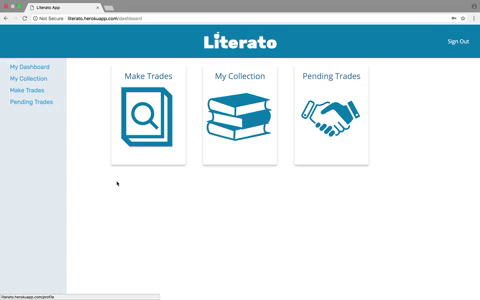 Literato App
Not Secure
literato.herokuapp.com/dashboard
Literato
Sign Out
My Dashboard
My Collection
Make Trades
Pending Trades
Make Trades
My Collection
Pending Trades
literato.herokuapp.com/profile